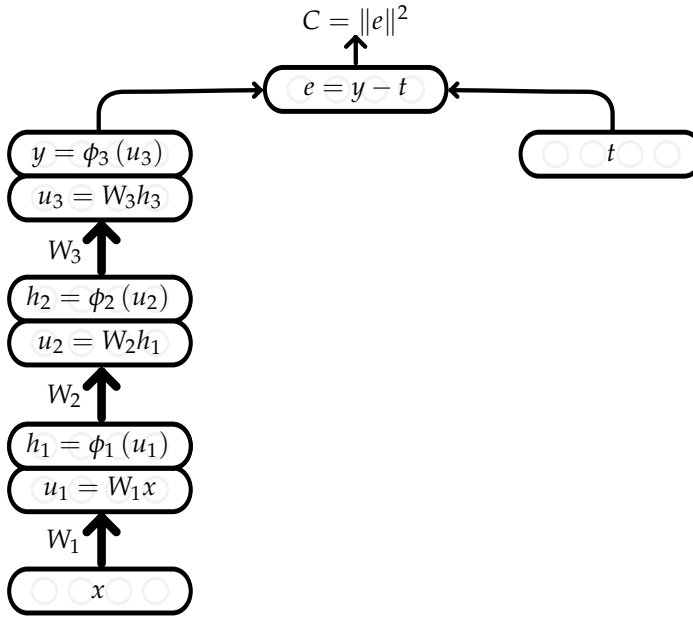 C = ‖e‖²
e = y − t
y = ϕ₃ (u₃)
t
u₃ = W₃h₃
W₃
h₂ = ϕ₂ (u₂)
u₂ = W₂h₁
W₂
h₁ = ϕ₁ (u₁)
u₁ = W₁x
W₁
x